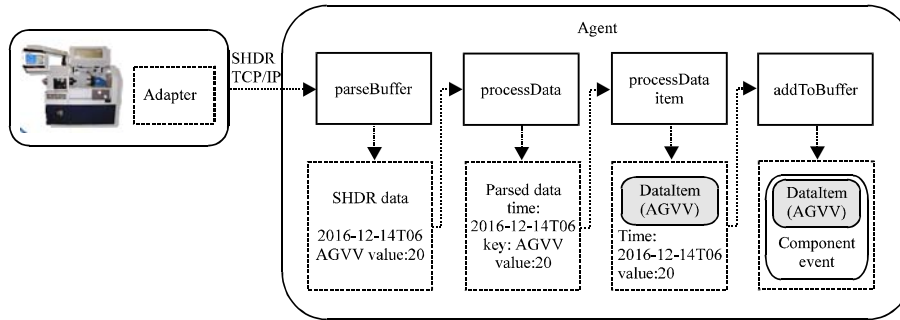 Agent
SHDR
TCP/IP
Adapter
parseBuffer
processData
processData
item
addToBuffer
SHDR data
2016-12-14T06
AGVV value:20
Parsed data
time:
2016-12-14T06
key: AGVV
value:20
DataItem
(AGVV)
Time:
2016-12-14T06
value:20
DataItem
(AGVV)
Component
event